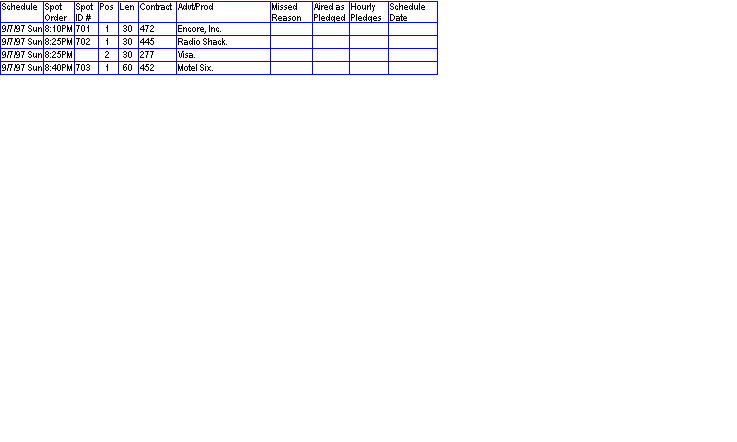 Schedule Spot Spot Pos Len Contract Advt/Prod Missed Aired as Hourly Schedule
Order ID # Reason Pledged Pledges Date
9/7/97 Sun 8:10PM 701 1 30 472 Encore, Inc.
9/7/97 Sun 8:25PM 702 1 30 445 Radio Shack.
9/7/97 Sun 8:25PM 2 30 277 Visa.
9/7/97 Sun 8:40PM 703 1 60 452 Motel Six.